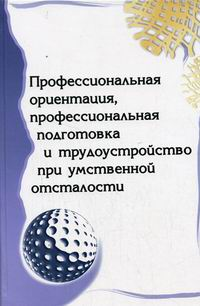 Профессиональная
ориентация,
профессиональная
подготовка
и трудоустройство
при умственной
отсталости